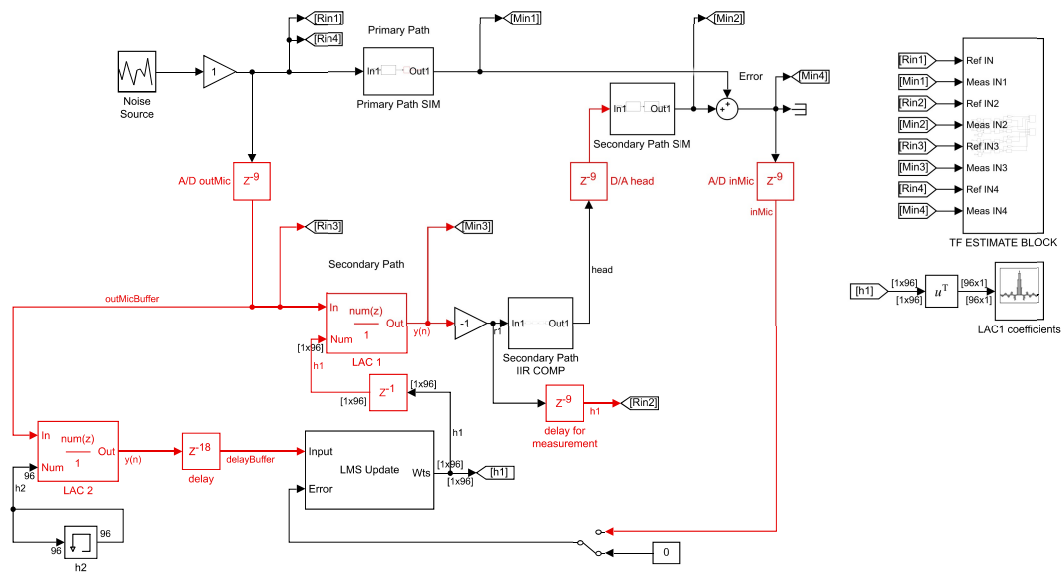 [Rin1]
[Min1]
[Min2]
Primary Path
[Rin4]
1
In1
Out1
Primary Path SIM
Noise
Source
Error
[Min4]
In1
Out1
Secondary Path SIM
[Rin1]
Ref IN
[Min1]
Meas IN1
[Rin2]
Ref IN2
[Min2]
Meas IN2
[Rin3]
Ref IN3
[Min3]
Meas IN3
[Rin4]
Ref IN4
[Min4]
Meas IN4
TF ESTIMATE BLOCK
A/D outMic
Z-9
Z-9
D/A head
A/D inMic
Z-9
inMic
[Rin3]
[Min3]
Secondary Path
head
outMicBuffer
In
num(z)
1
Out
Num
y(n)
LAC 1
[1x96]
h1
-1
r1
In1
Out1
Secondary Path
IIR COMP
[h1]
[1x96]
[1x96]
uT
[96x1]
[96x1]
LAC1 coefficients
Z-1
[1x96]
[1x96]
h1
Z-9
h1
[Rin2]
delay for
measurement
In
num(z)
1
Out
Num
96
h2
y(n)
LAC 2
Z-18
delay
delayBuffer
Input
LMS Update
Error
Wts
[1x96]
[1x96]
[h1]
96
96
h2
0